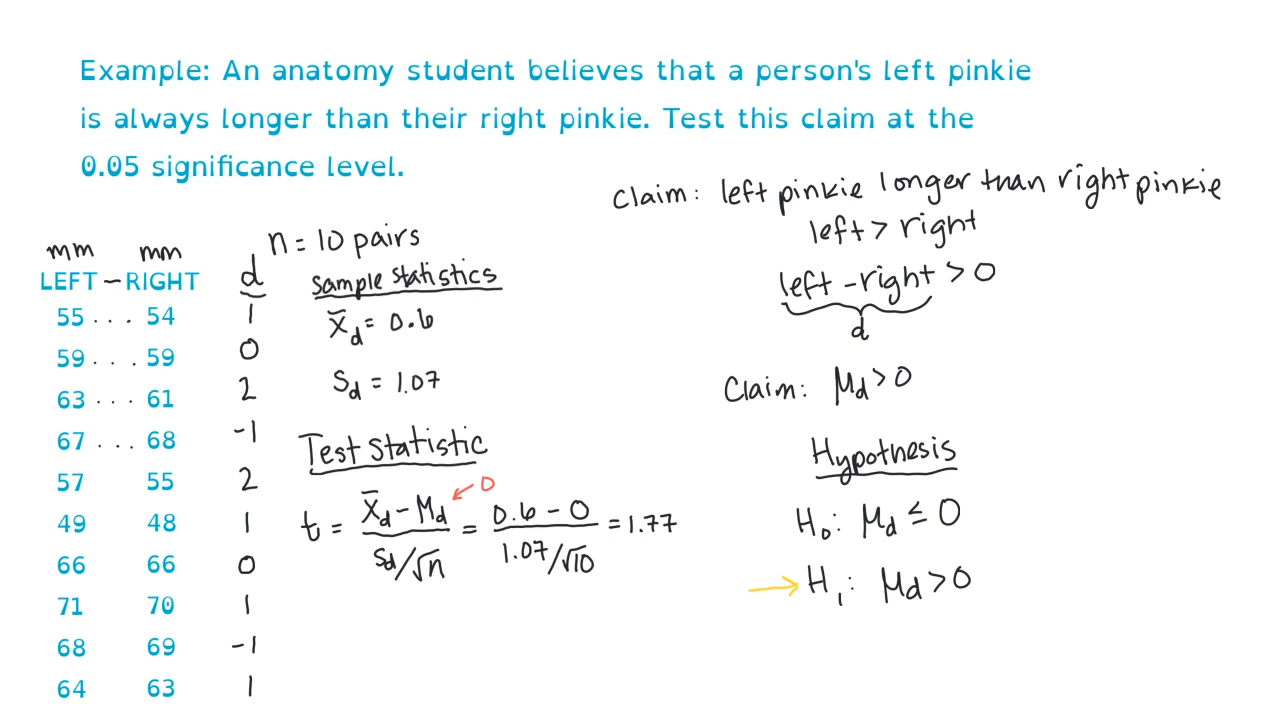 Example: An anatomy student believes that a person's left pinkie
is always longer than their right pinkie. Test this claim at the
0.05 significance level.
Claim: left pinkie longer than right pinkie
left > right
left - right > 0
d
Claim: μd > 0
Hypothesis
H₀: μd ≤ 0
→ H₁: μd > 0
n = 10 pairs
mm mm
LEFT – RIGHT d
55 . . . 54 1
59 . . . 59 0
63 . . . 61 2
67 . . . 68 -1
57 55 2
49 48 1
66 66 0
71 70 1
68 69 -1
64 63 1
Sample Statistics
x̄d = 0.6
Sd = 1.07
Test Statistic
t = (x̄d - μd)/(Sd/√n) = (0.6 - 0)/(1.07/√10) = 1.77
← 0